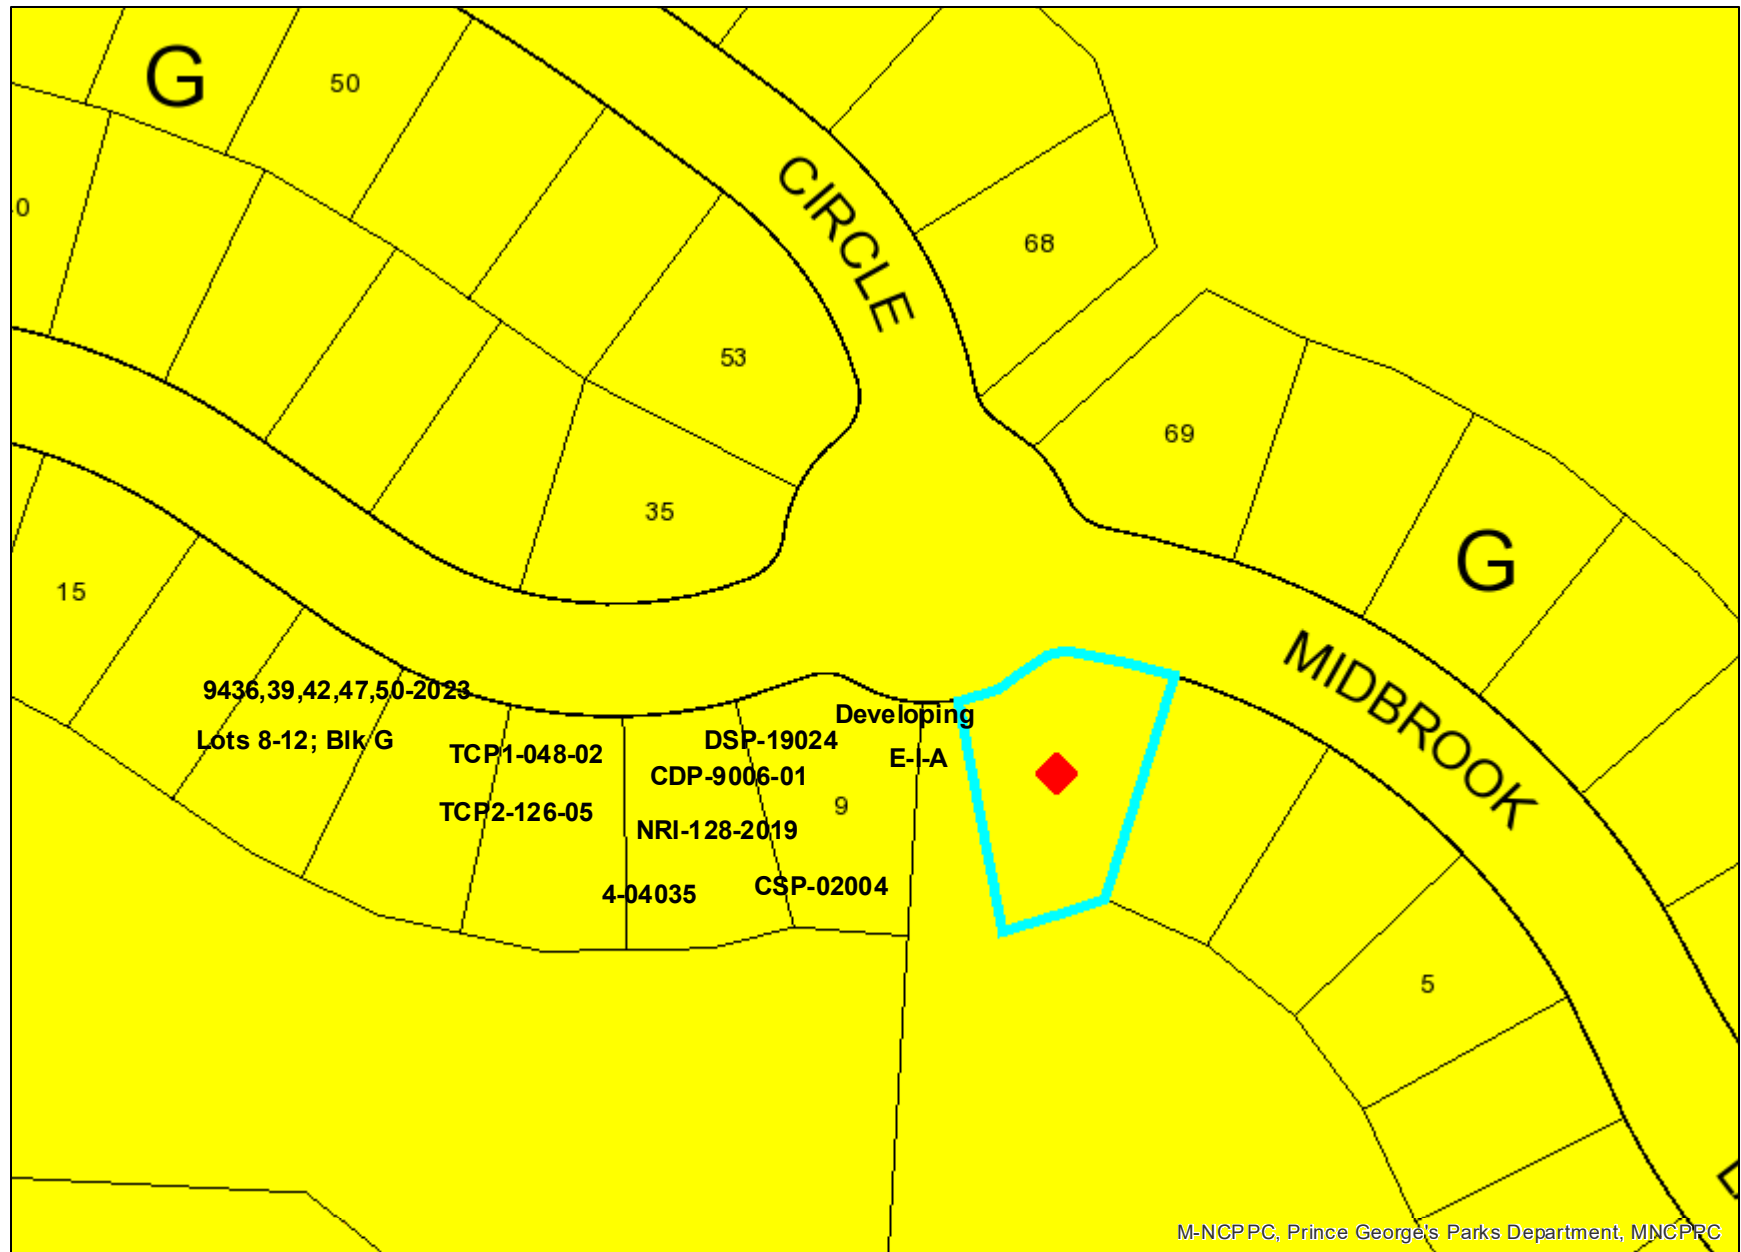 G
50
CIRCLE
68
53
69
35
G
15
MIDBROOK
9436,39,42,47,50-2023
Developing
Lots 8-12; Blk G
DSP-19024
TCP1-048-02
E-I-A
CDP-9006-01
9
TCP2-126-05
NRI-128-2019
CSP-02004
4-04035
5
M-NCPPC, Prince George's Parks Department, MNCPPC